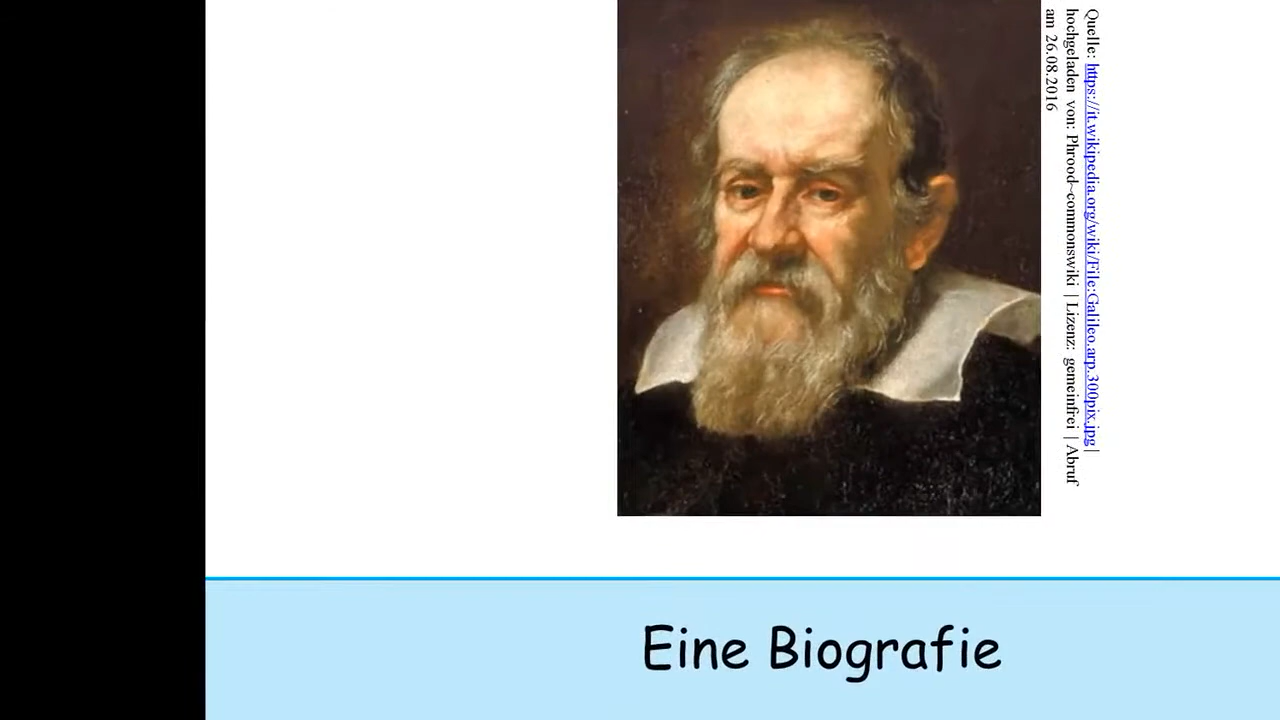 Quelle: https://it.wikipedia.org/wiki/File:Galileo.arp.300pix.jpg |
hochgeladen von: Phrood~commonswiki | Lizenz: gemeinfrei | Abruf
am 26.08.2016
Eine Biografie